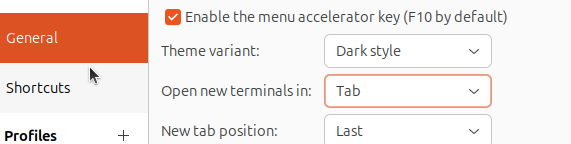 Enable the menu accelerator key (F10 by default)
General
Theme variant: Dark style
Open new terminals in: Tab
Shortcuts
New tab position: Last
Profiles +